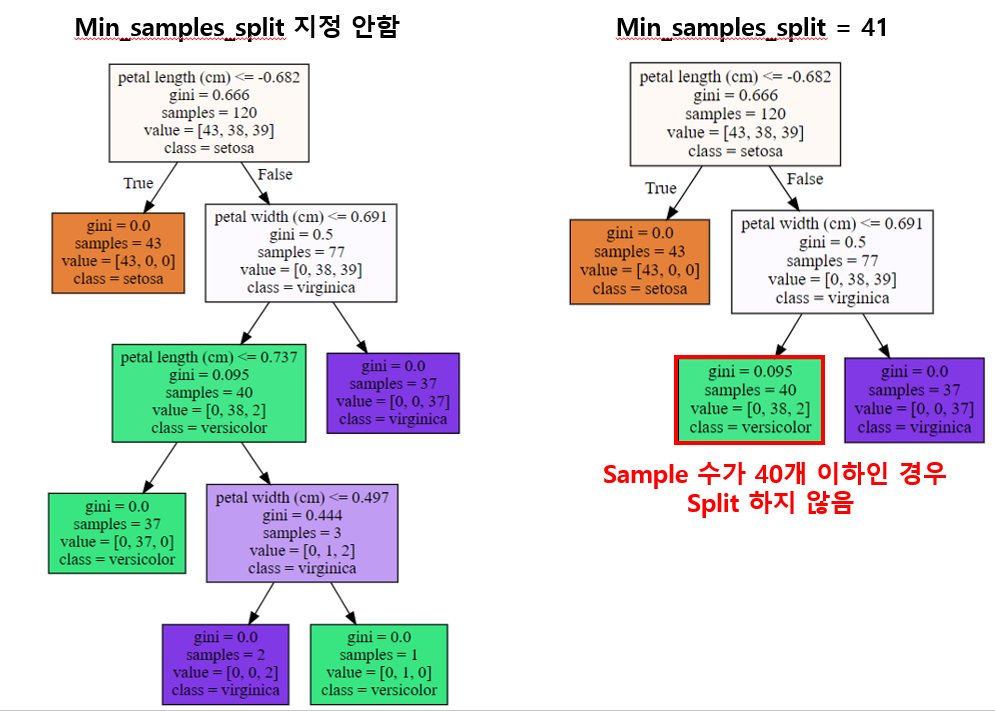 Min_samples_split 지정 안함
petal length (cm) <= -0.682
gini = 0.666
samples = 120
value = [43, 38, 39]
class = setosa
True
False
gini = 0.0
samples = 43
value = [43, 0, 0]
class = setosa
petal width (cm) <= 0.691
gini = 0.5
samples = 77
value = [0, 38, 39]
class = virginica
petal length (cm) <= 0.737
gini = 0.095
samples = 40
value = [0, 38, 2]
class = versicolor
gini = 0.0
samples = 37
value = [0, 0, 37]
class = virginica
gini = 0.0
samples = 37
value = [0, 37, 0]
class = versicolor
petal width (cm) <= 0.497
gini = 0.444
samples = 3
value = [0, 1, 2]
class = virginica
gini = 0.0
samples = 2
value = [0, 0, 2]
class = virginica
gini = 0.0
samples = 1
value = [0, 1, 0]
class = versicolor
Min_samples_split = 41
petal length (cm) <= -0.682
gini = 0.666
samples = 120
value = [43, 38, 39]
class = setosa
True
False
gini = 0.0
samples = 43
value = [43, 0, 0]
class = setosa
petal width (cm) <= 0.691
gini = 0.5
samples = 77
value = [0, 38, 39]
class = virginica
gini = 0.095
samples = 40
value = [0, 38, 2]
class = versicolor
gini = 0.0
samples = 37
value = [0, 0, 37]
class = virginica
Sample 수가 40개 이하인 경우
Split 하지 않음